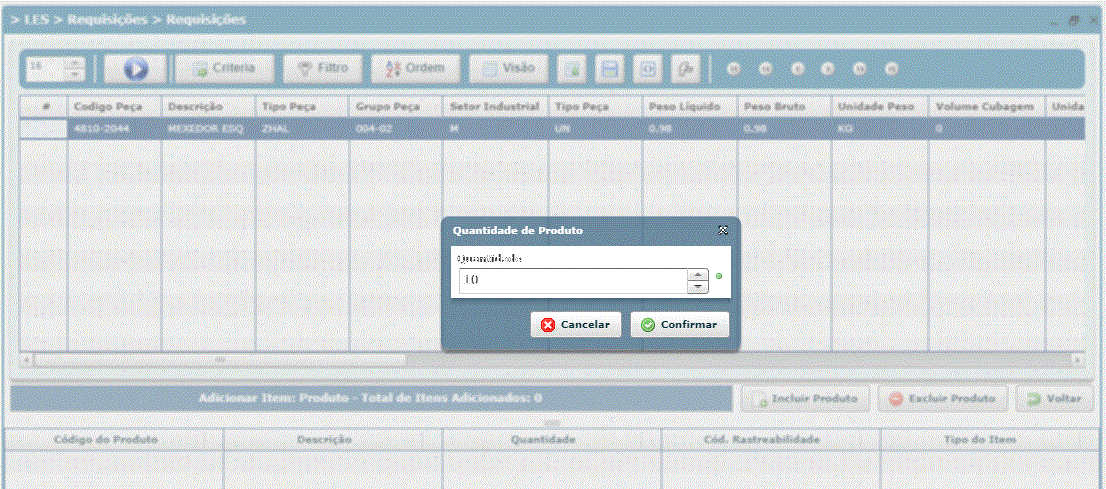 > LES > Requisições > Requisições
16 Criteria Filtro Ordem Visão
# Codigo Peça Descrição Tipo Peça Grupo Peça Setor Industrial Tipo Peça Peso Liquido Peso Bruto Unidade Peso Volume Cubagem Unida
4810-2044 MEXEDOR ESQ ZHAL 004-02 M UN 0.98 0.98 KG 0
Quantidade de Produto
Quantidade
10
Cancelar Confirmar
Adicionar Item: Produto - Total de Itens Adicionados: 0 Incluir Produto Excluir Produto Voltar
Código do Produto Descrição Quantidade Cód. Rastreabilidade Tipo do Item